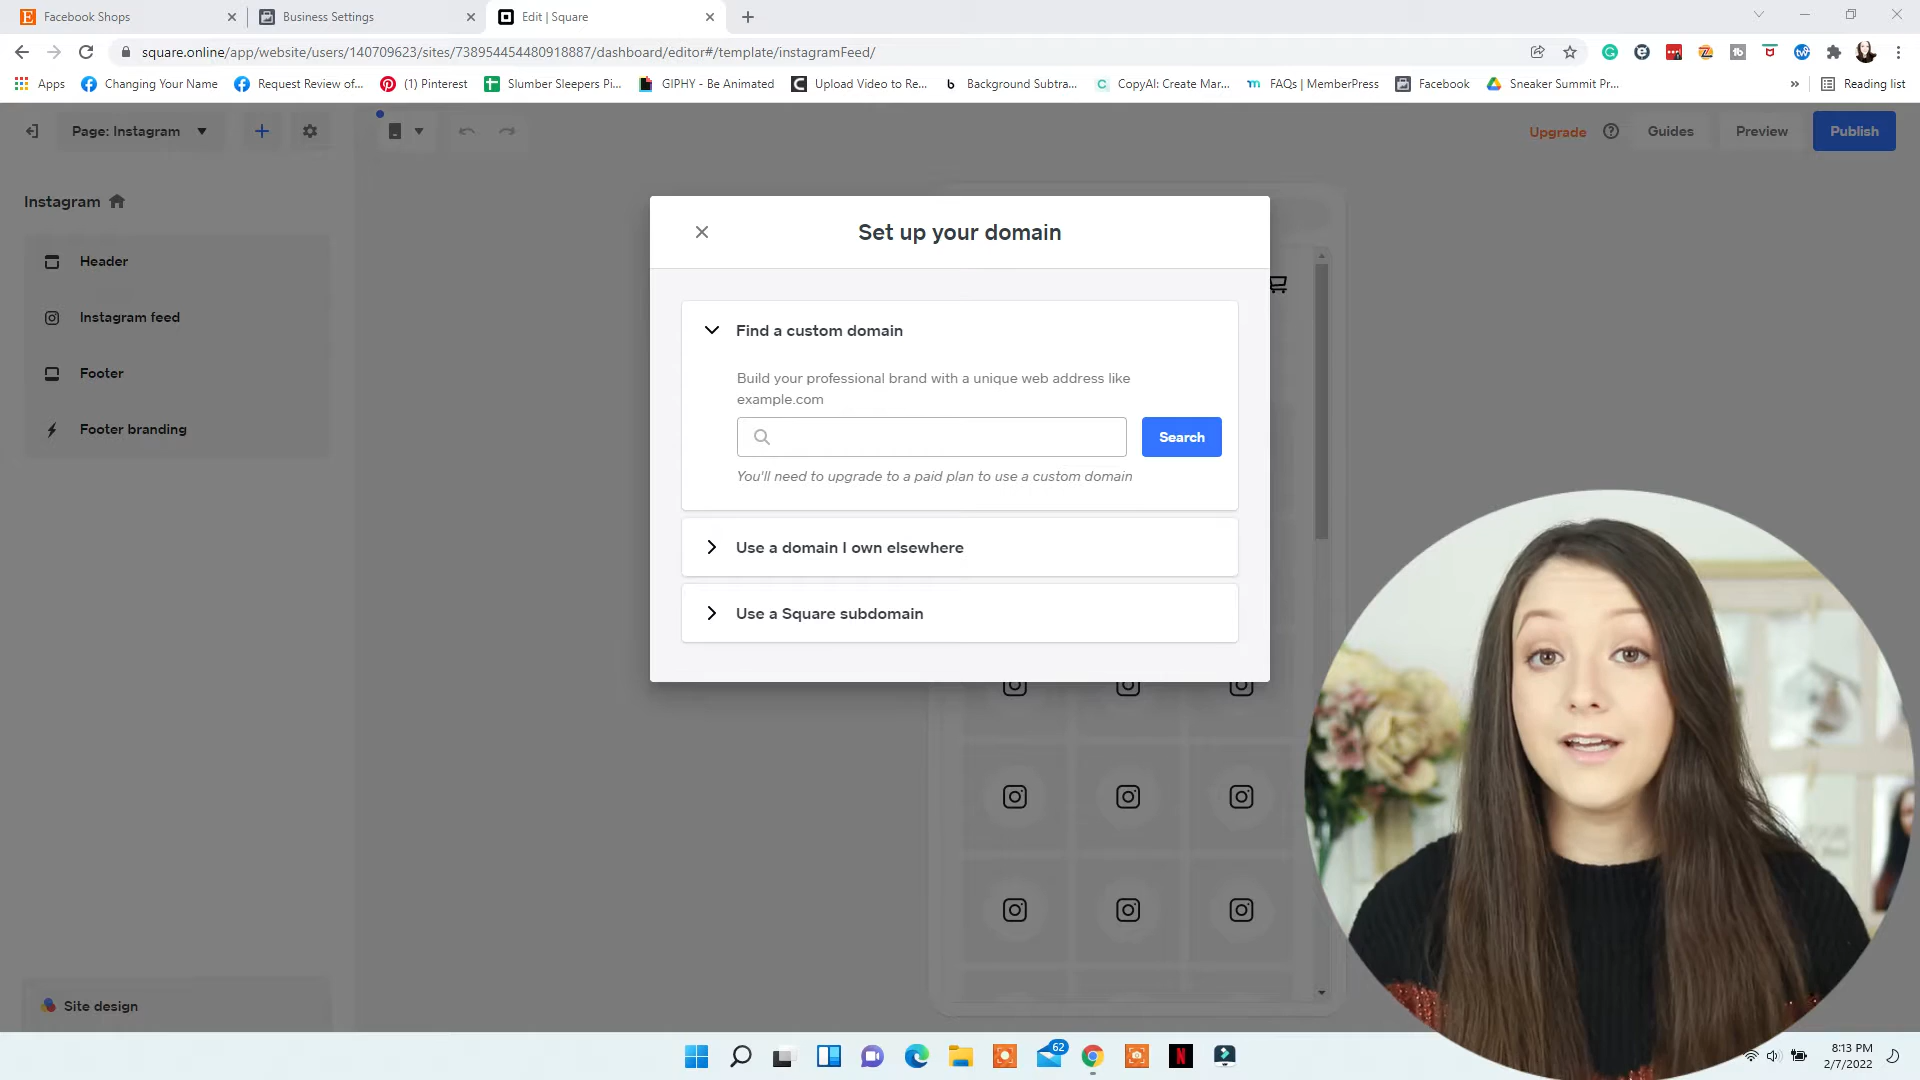 Facebook Shops
Business Settings
Edit | Square
square.online/app/website/users/140709623/sites/738954454480918887/dashboard/editor#/template/instagramFeed/
Apps
Changing Your Name
Request Review of...
(1) Pinterest
Slumber Sleepers Pi...
GIPHY - Be Animated
Upload Video to Re...
Background Subtra...
CopyAI: Create Mar...
FAQs | MemberPress
Facebook
Sneaker Summit Pr...
»
Reading list
Page: Instagram
Upgrade
Guides
Preview
Publish
Instagram
Header
Instagram feed
Footer
Footer branding
Site design
Set up your domain
Find a custom domain
Build your professional brand with a unique web address like
example.com
Search
You'll need to upgrade to a paid plan to use a custom domain
Use a domain I own elsewhere
Use a Square subdomain
62
8:13 PM
2/7/2022